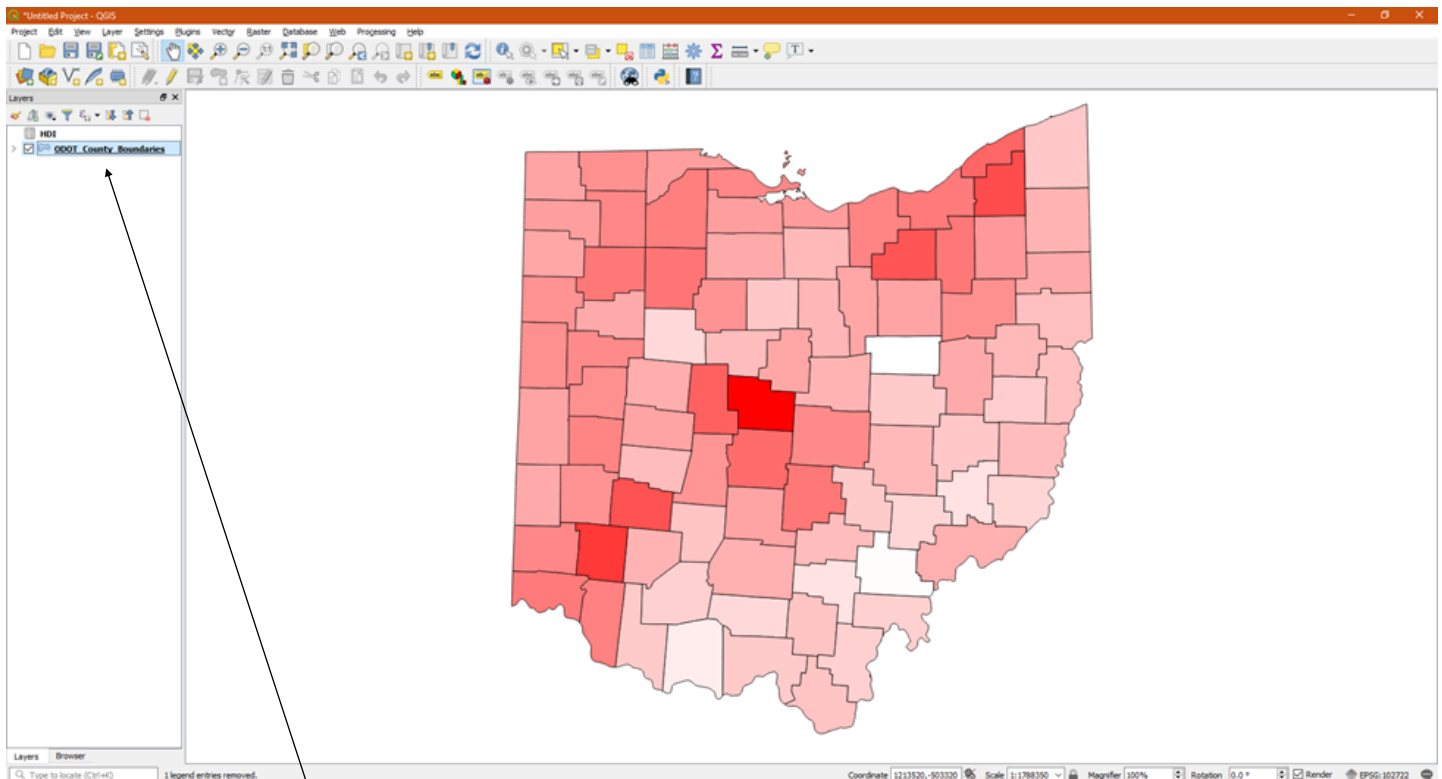 *Untitled Project - QGIS
Project Edit View Layer Settings Plugins Vector Raster Database Web Processing Help
Layers
HDI
ODOT_County_Boundaries
Layers Browser
Type to locate (Ctrl+K) 1 legend entries removed. Coordinate 1213520,-503320 Scale 1:1788350 Magnifier 100% Rotation 0.0 ° Render EPSG:102722